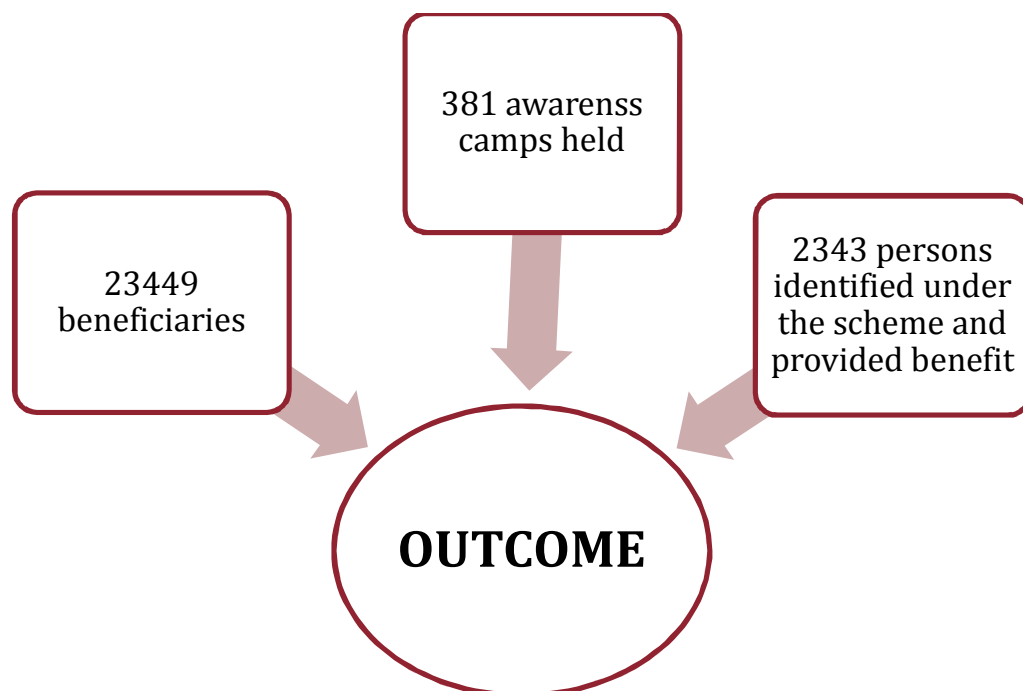 381 awarenss
camps held
23449
beneficiaries
2343 persons
identified under
the scheme and
provided benefit
OUTCOME